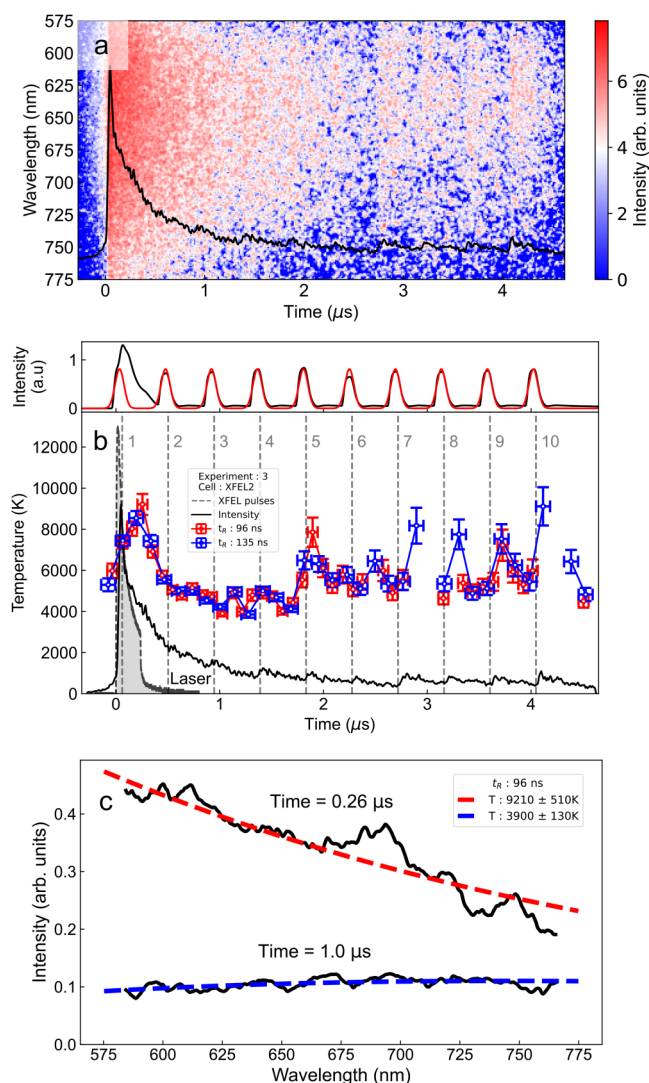 a
575
600
625
650
675
700
725
750
775
Wavelength (nm)
0
1
2
3
4
Time (μs)
6
4
2
0
Intensity (arb. units)
1
0
Intensity (a.u)
b
1 2 3 4 5 6 7 8 9 10
Experiment : 3
Cell : XFEL2
XFEL pulses
Intensity
tR : 96 ns
tR : 135 ns
12000
10000
8000
6000
4000
2000
0
Temperature (K)
Laser
0 1 2 3 4
Time (μs)
c
tR : 96 ns
T : 9210 ± 510K
T : 3900 ± 130K
Time = 0.26 μs
Time = 1.0 μs
0.4
0.3
0.2
0.1
0.0
Intensity (arb. units)
575 600 625 650 675 700 725 750 775
Wavelength (nm)